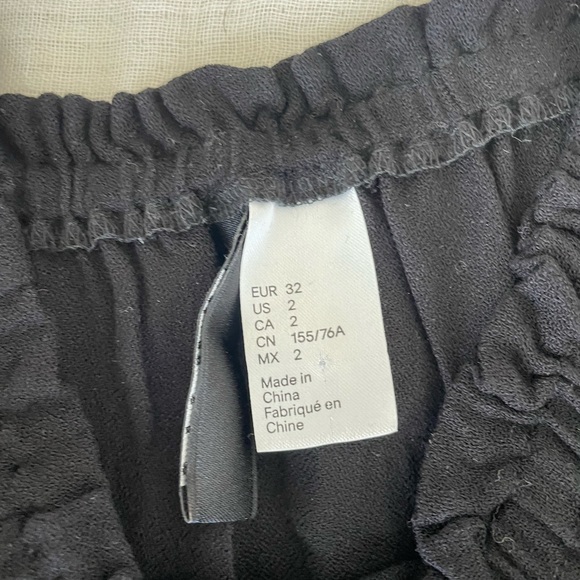 EUR 32
US 2
CA 2
CN 155/76A
MX 2
Made in
China
Fabriqué en
Chine